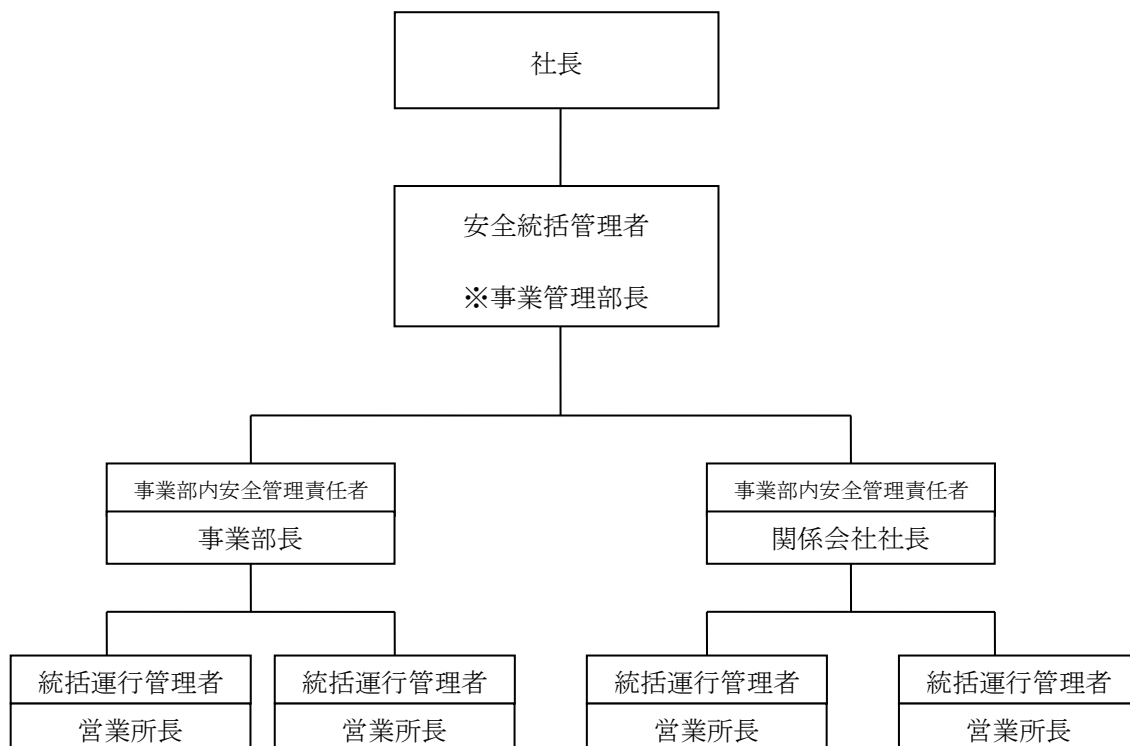 社長
安全統括管理者
※事業管理部長
事業部内安全管理責任者
事業部長
事業部内安全管理責任者
関係会社社長
統括運行管理者
営業所長
統括運行管理者
営業所長
統括運行管理者
営業所長
統括運行管理者
営業所長